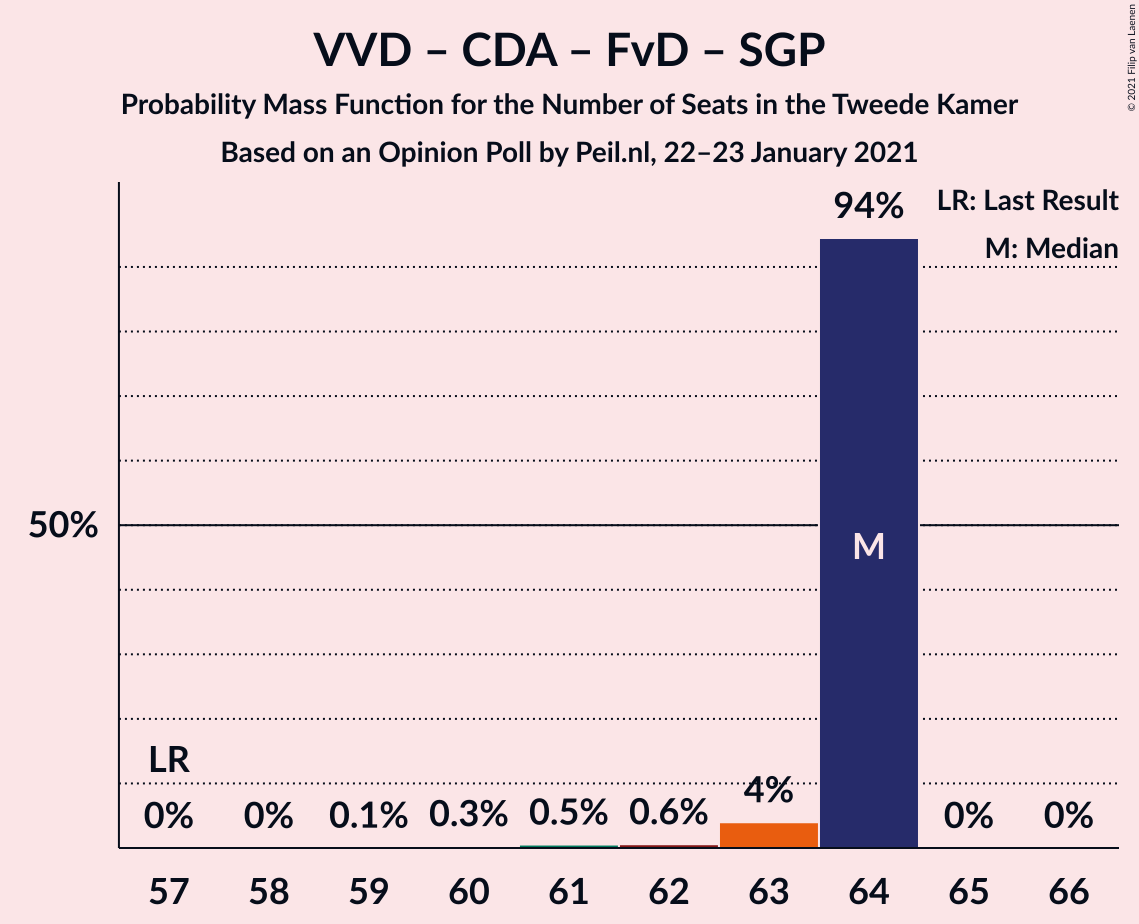 VVD – CDA – FvD – SGP
Probability Mass Function for the Number of Seats in the Tweede Kamer
Based on an Opinion Poll by Peil.nl, 22–23 January 2021
© 2021 Filip van Laenen
LR: Last Result
M: Median
94%
50%
M
LR
0% 0% 0.1% 0.3% 0.5% 0.6% 4% 0% 0%
57 58 59 60 61 62 63 64 65 66